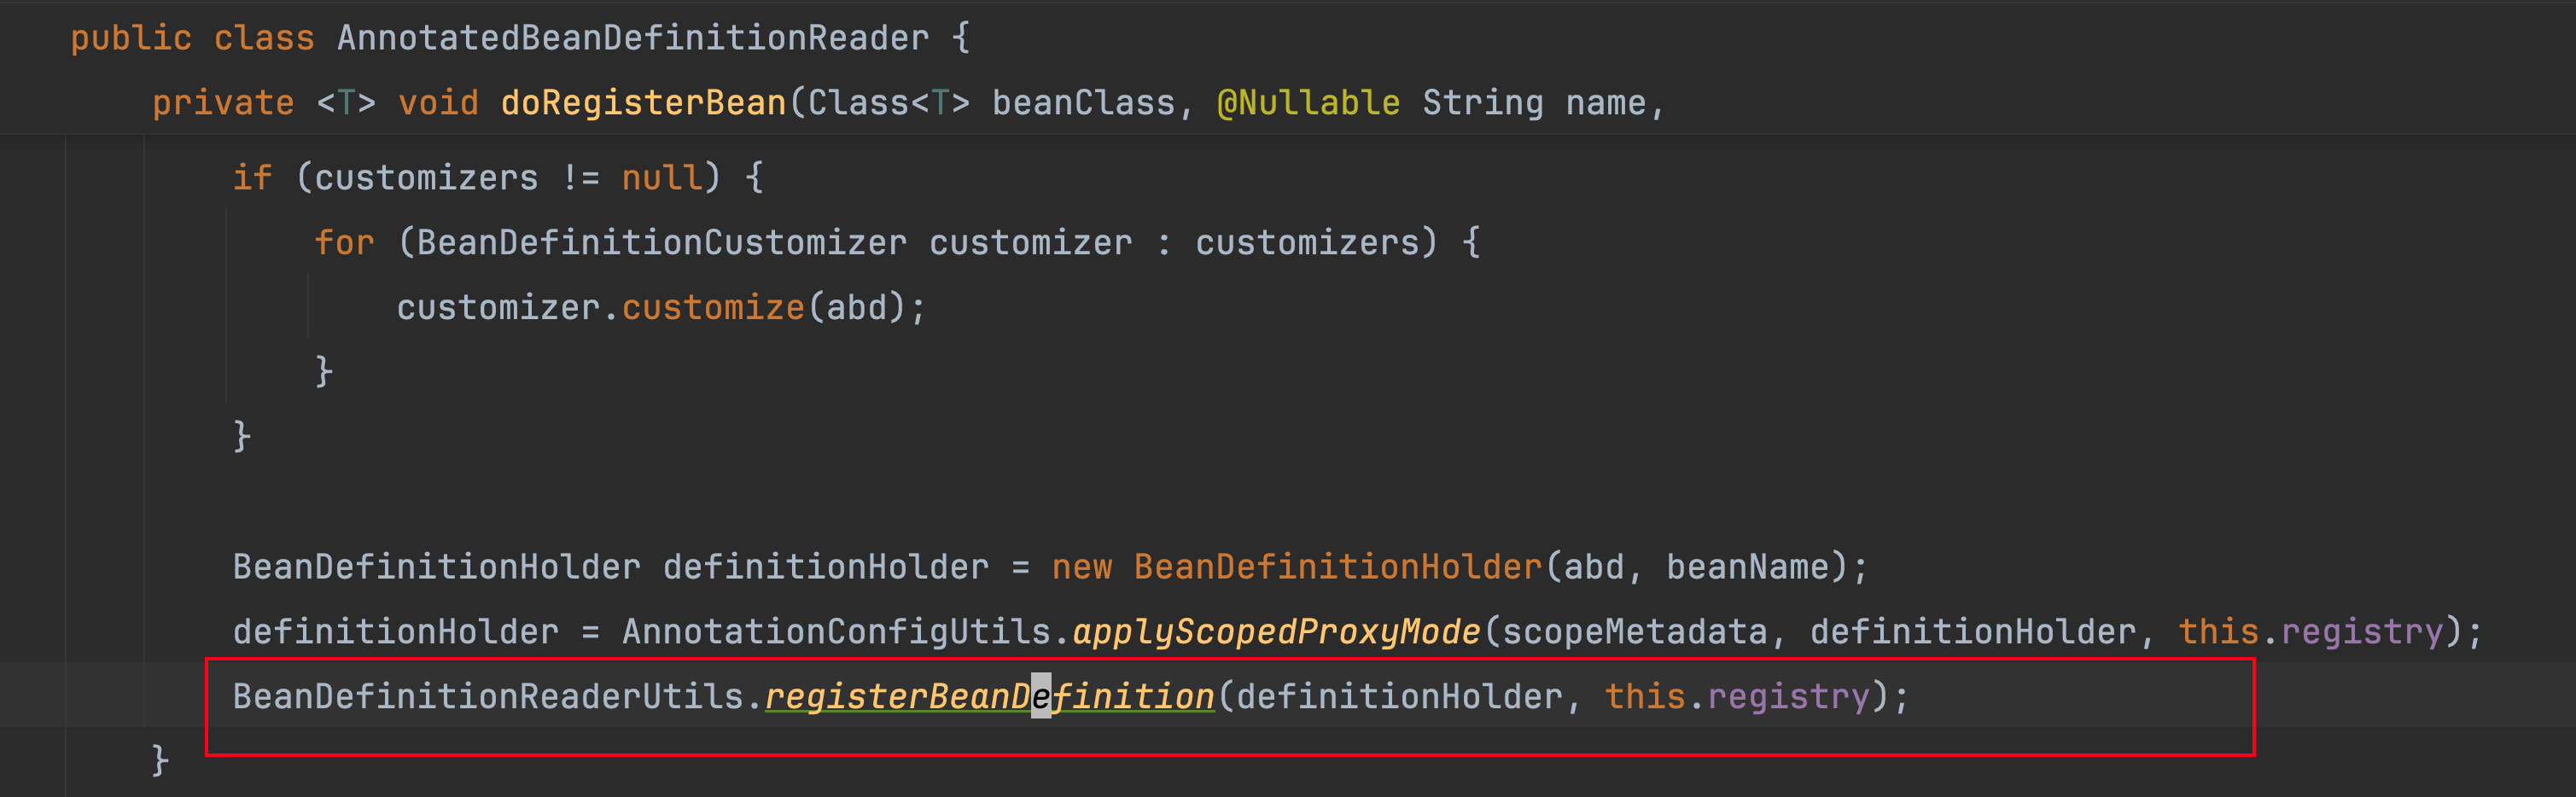 public class AnnotatedBeanDefinitionReader {
private <T> void doRegisterBean(Class<T> beanClass, @Nullable String name,
if (customizers != null) {
for (BeanDefinitionCustomizer customizer : customizers) {
customizer.customize(abd);
}
}
BeanDefinitionHolder definitionHolder = new BeanDefinitionHolder(abd, beanName);
definitionHolder = AnnotationConfigUtils.applyScopedProxyMode(scopeMetadata, definitionHolder, this.registry);
BeanDefinitionReaderUtils.registerBeanDefinition(definitionHolder, this.registry);
}